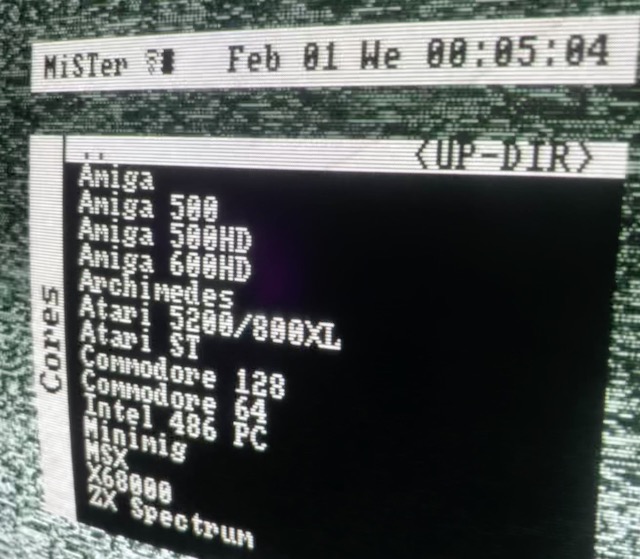 MiSTer Feb 01 We 00:05:04
.. <UP-DIR>
Amiga
Amiga 500
Amiga 500HD
Amiga 600HD
Archimedes
Atari 5200/800XL
Atari ST
Commodore 128
Commodore 64
Intel 486 PC
Minimig
MSX
X68000
ZX Spectrum
Cores